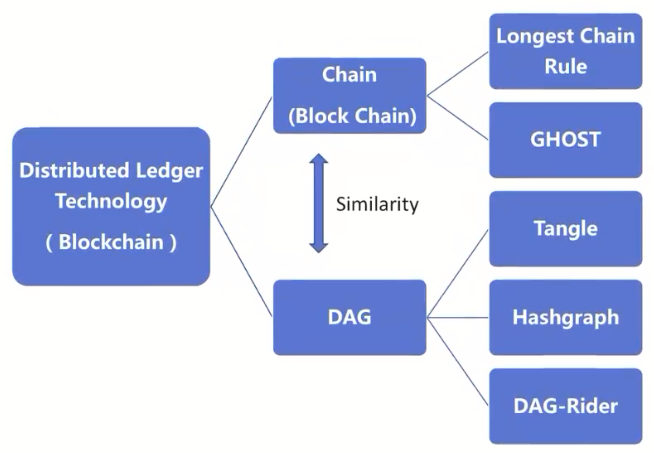 Distributed Ledger
Technology
( Blockchain )
Chain
(Block Chain)
Similarity
DAG
Longest Chain
Rule
GHOST
Tangle
Hashgraph
DAG-Rider